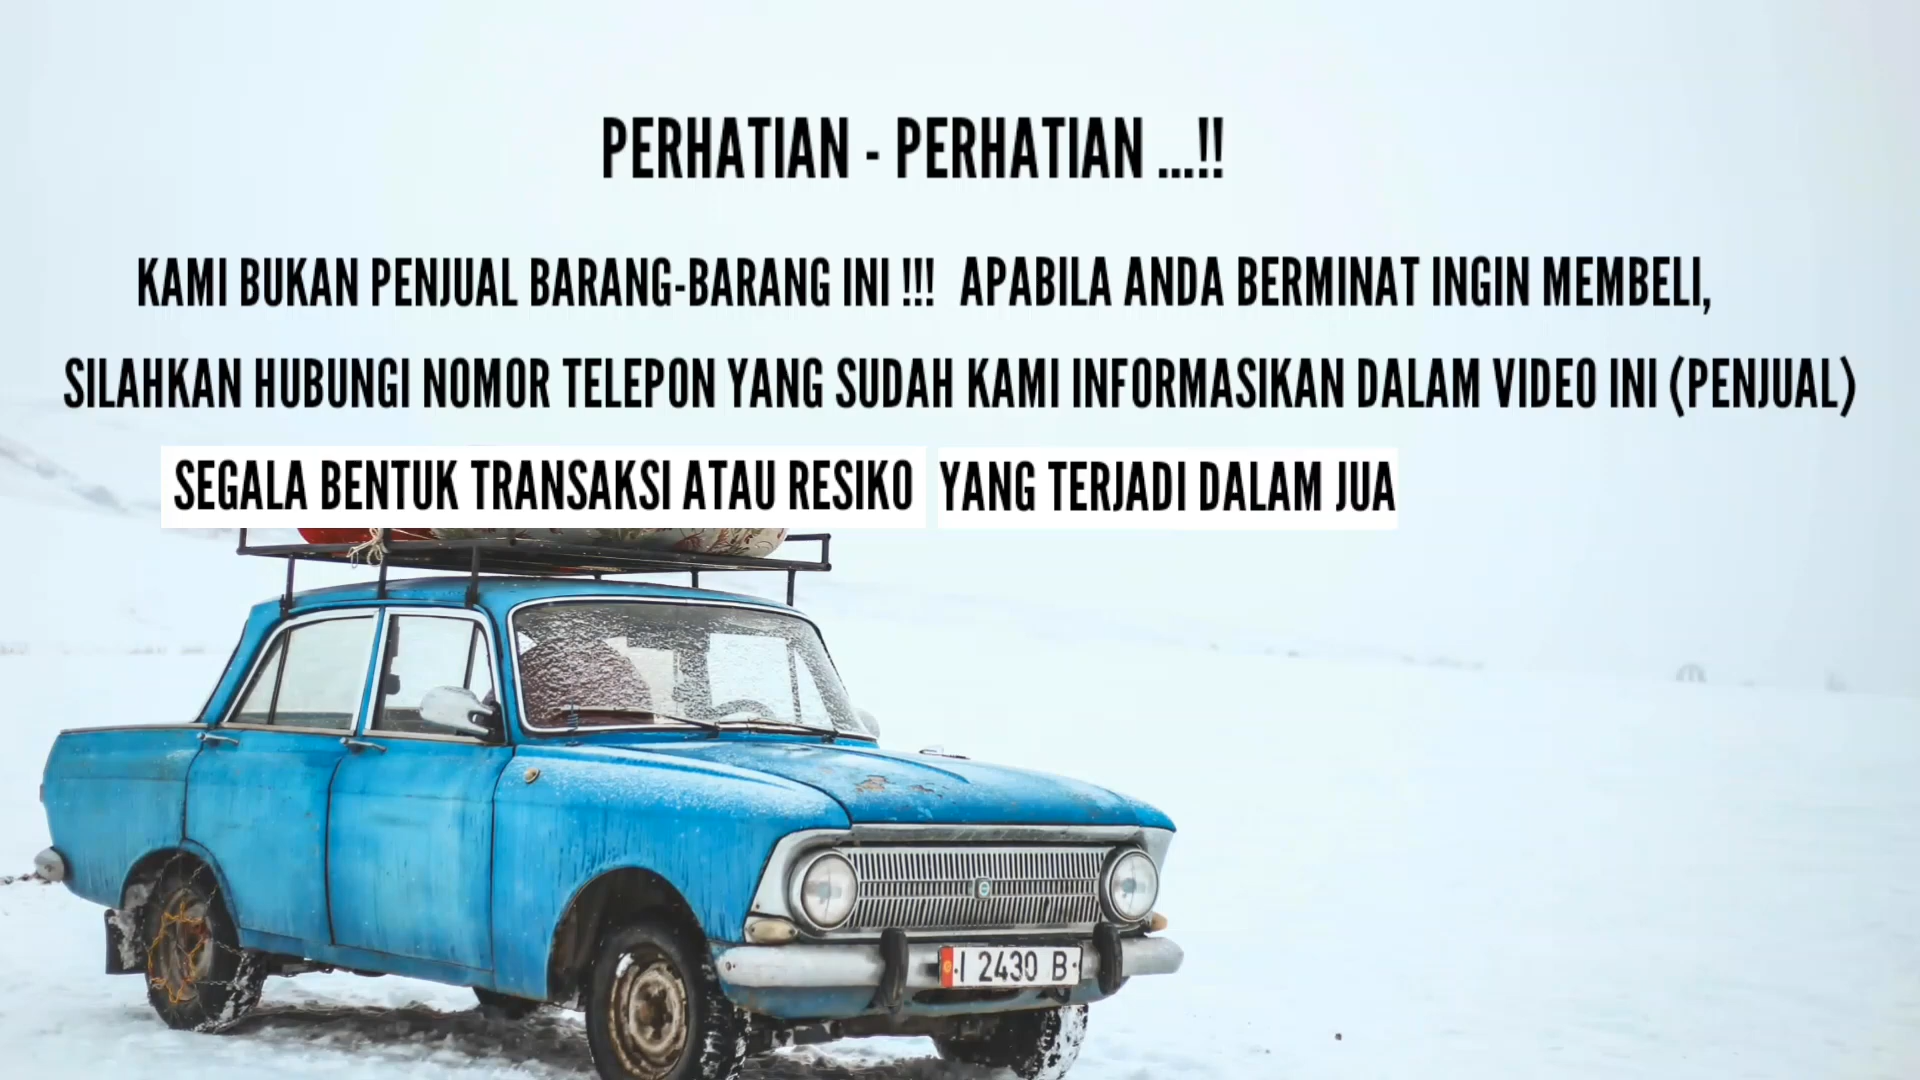 PERHATIAN - PERHATIAN ...!!
KAMI BUKAN PENJUAL BARANG-BARANG INI !!! APABILA ANDA BERMINAT INGIN MEMBELI,
SILAHKAN HUBUNGI NOMOR TELEPON YANG SUDAH KAMI INFORMASIKAN DALAM VIDEO INI (PENJUAL)
SEGALA BENTUK TRANSAKSI ATAU RESIKO YANG TERJADI DALAM JUA
I 2430 B